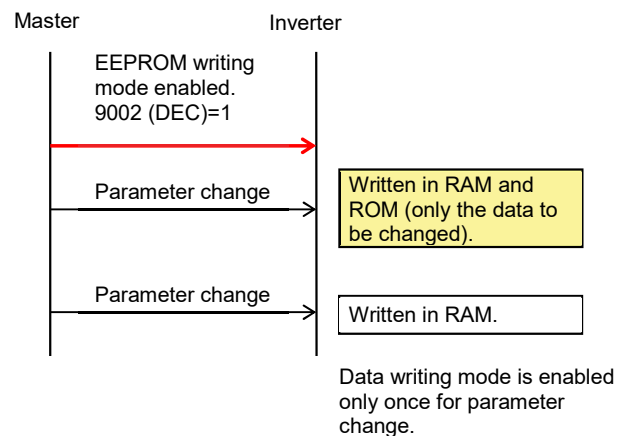 Master
Inverter
EEPROM writing
mode enabled.
9002 (DEC)=1
Parameter change
Written in RAM and
ROM (only the data to
be changed).
Parameter change
Written in RAM.
Data writing mode is enabled
only once for parameter
change.